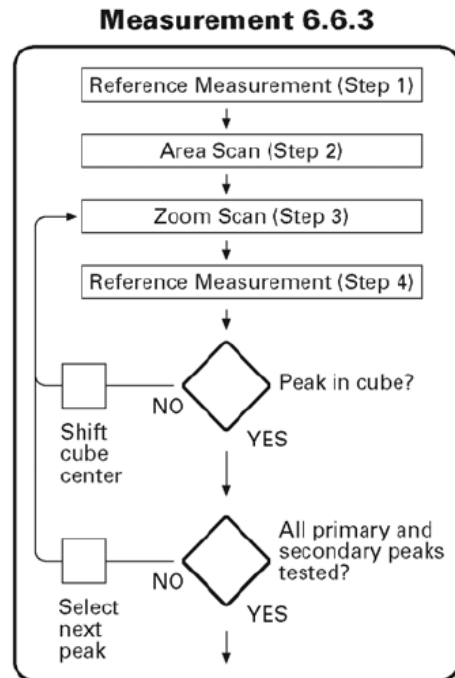 Measurement 6.6.3
Reference Measurement (Step 1)
Area Scan (Step 2)
Zoom Scan (Step 3)
Reference Measurement (Step 4)
Peak in cube?
NO
YES
Shift
cube
center
All primary and
secondary peaks
tested?
NO
YES
Select
next
peak